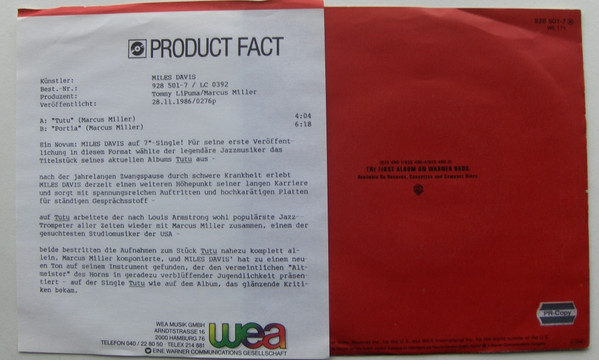 PRODUCT FACT
Künstler: MILES DAVIS
Best.-Nr.: 928 501-7 / LC 0392
Produzent: Tommy LiPuma/Marcus Miller
Veröffentlicht: 28.11.1986/0276p
A: "Tutu" (Marcus Miller) 4:04
B: "Portia" (Marcus Miller) 6:18
Ein Novum: MILES DAVIS auf 7"-Single! Für seine erste Veröffent-
lichung in diesem Format wählte der legendäre Jazzmusiker das
Titelstück seines aktuellen Albums Tutu aus -
nach der jahrelangen Zwangspause durch schwere Krankheit erlebt
MILES DAVIS derzeit einen weiteren Höhepunkt seiner langen Karriere
und sorgt mit spannungsreichen Auftritten und hochkarätigen Platten
für ständigen Gesprächsstoff -
auf Tutu arbeitete der nach Louis Armstrong wohl populärste Jazz-
Trompeter aller Zeiten wieder mit Marcus Miller zusammen, einem der
gesuchtesten Studiomusiker der USA -
beide bestritten die Aufnahmen zum Stück Tutu nahezu komplett al-
lein, Marcus Miller komponierte, und MILES DAVIS' hat zu einem neu-
en Ton auf seinem Instrument gefunden, der den vermeintlichen "Alt-
meister" des Horns in geradezu verblüffender Jugendlichkeit präsen-
tiert - auf der Single Tutu wie auf dem Album, das glänzende Kriti-
ken bekam.
WEA MUSIK GMBH
ARNDTSTRASSE 16
2000 HAMBURG 76
TELEFON 040 / 22 80 50 · TELEX 214 881
EINE WARNER COMMUNICATIONS GESELLSCHAFT
wea
928 501-7
THE FIRST ALBUM ON WARNER BROS.
Available On Records, Cassettes and Compact Discs
PR-Copy